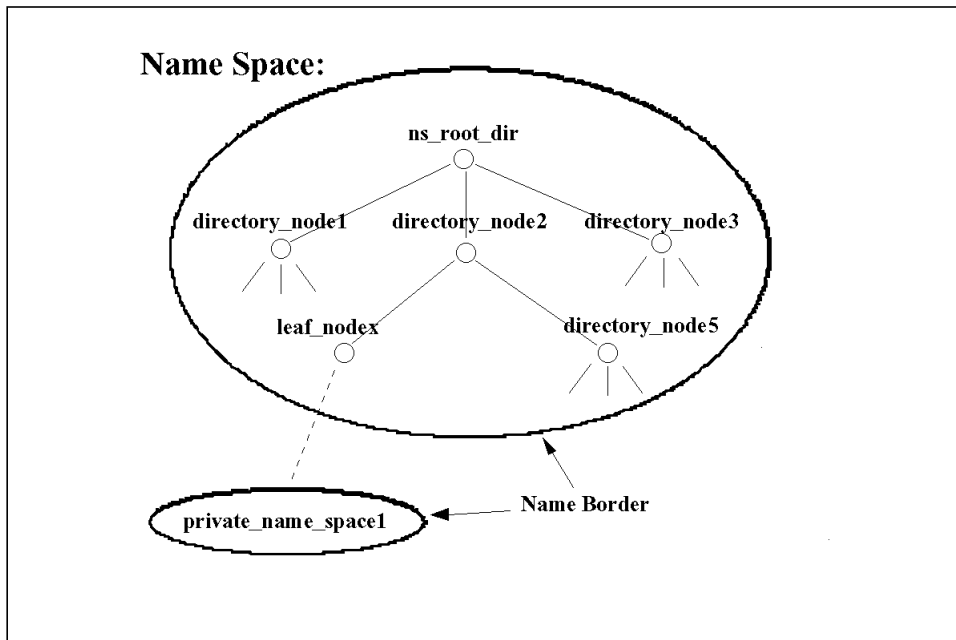 Name Space:
ns_root_dir
directory_node1
directory_node2
directory_node3
leaf_nodex
directory_node5
Name Border
private_name_space1